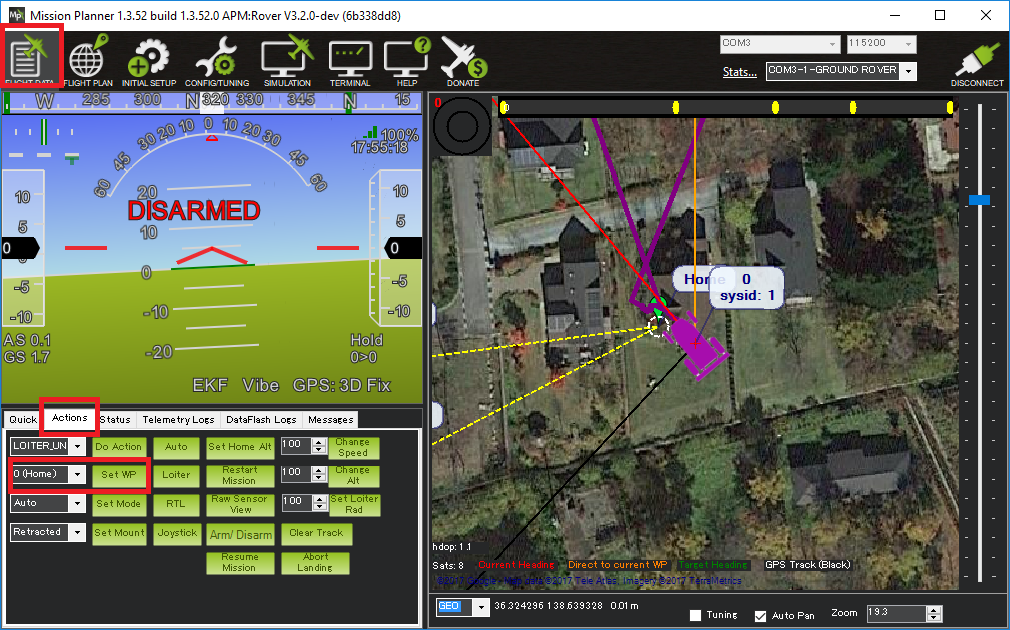 Mission Planner 1.3.52 build 1.3.52.0 APM:Rover V3.2.0-dev (6b338dd8)
FLIGHT DATA FLIGHT PLAN INITIAL SETUP CONFIG/TUNING SIMULATION TERMINAL HELP DONATE
COM3 115200
Stats... COM3-1-GROUND ROVER
DISCONNECT
W 285 300 N 320 330 345 N 15
60 45 30 20 10 0 10 20 30 45 60
100%
17:55:18
DISARMED
20
10
0
-10
-20
10
5
0
-5
-10
10
5
0
-5
-10
AS 0.1
GS 1.7
Hold
0>0
EKF Vibe GPS: 3D Fix
Quick Actions Status Telemetry Logs DataFlash Logs Messages
LOITER_UN Do Action Auto Set Home Alt 100 Change Speed
0 (Home) Set WP Loiter Restart Mission 100 Change Alt
Auto Set Mode RTL Raw Sensor View 100 Set Loiter Rad
Retracted Set Mount Joystick Arm/ Disarm Clear Track
Resume Mission Abort Landing
0
0
Home 0
sysid: 1
hdop: 1.1
Sats: 8 Current Heading Direct to current WP Target Heading GPS Track (Black)
©2017 Google - Map data ©2017 Tele Atlas, Imagery ©2017 TerraMetrics
GEO 36.324296 138.639328 0.01m
Tuning Auto Pan Zoom 19.3